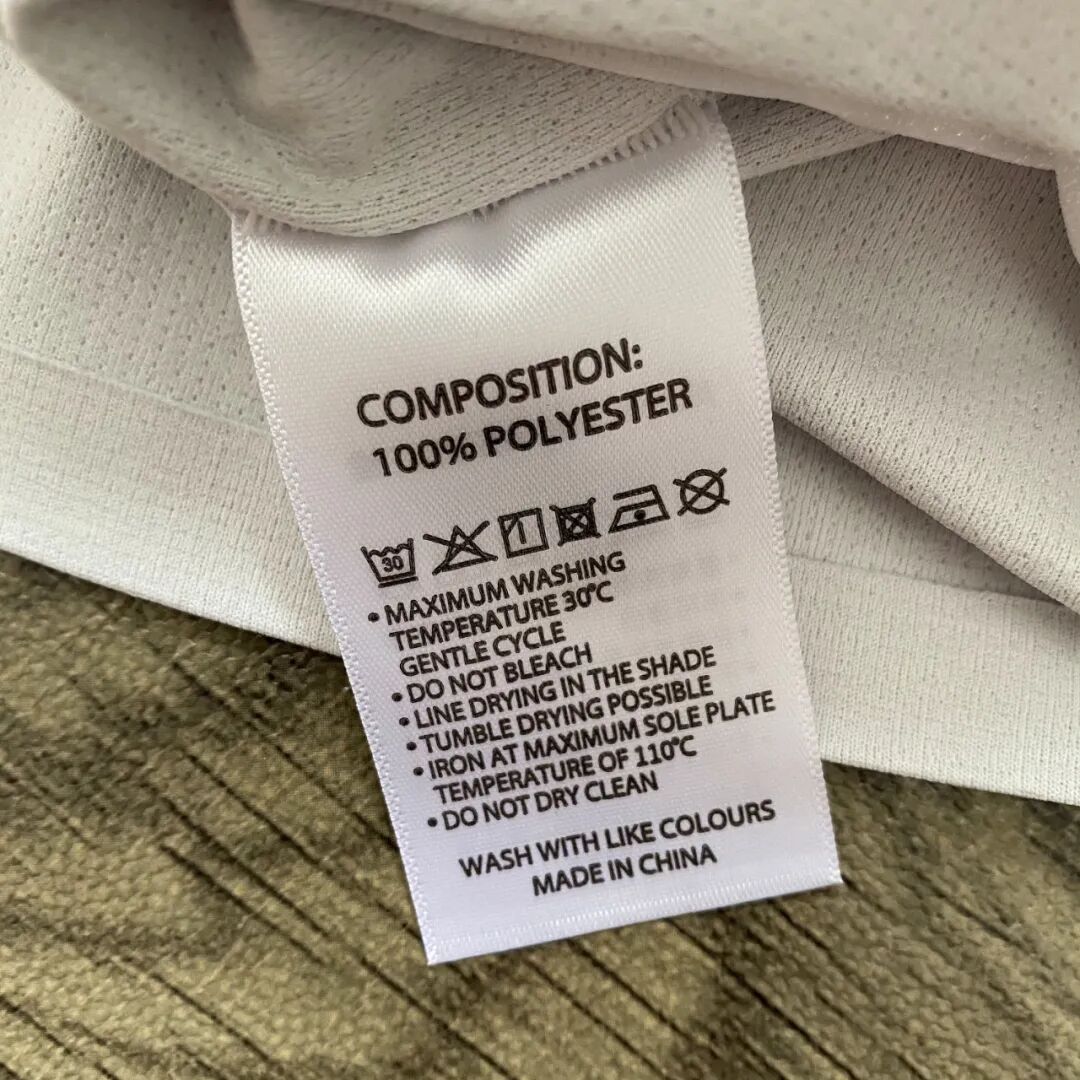 COMPOSITION:
100% POLYESTER
30
• MAXIMUM WASHING
TEMPERATURE 30°C
GENTLE CYCLE
• DO NOT BLEACH
• LINE DRYING IN THE SHADE
• TUMBLE DRYING POSSIBLE
• IRON AT MAXIMUM SOLE PLATE
TEMPERATURE OF 110°C
• DO NOT DRY CLEAN
WASH WITH LIKE COLOURS
MADE IN CHINA